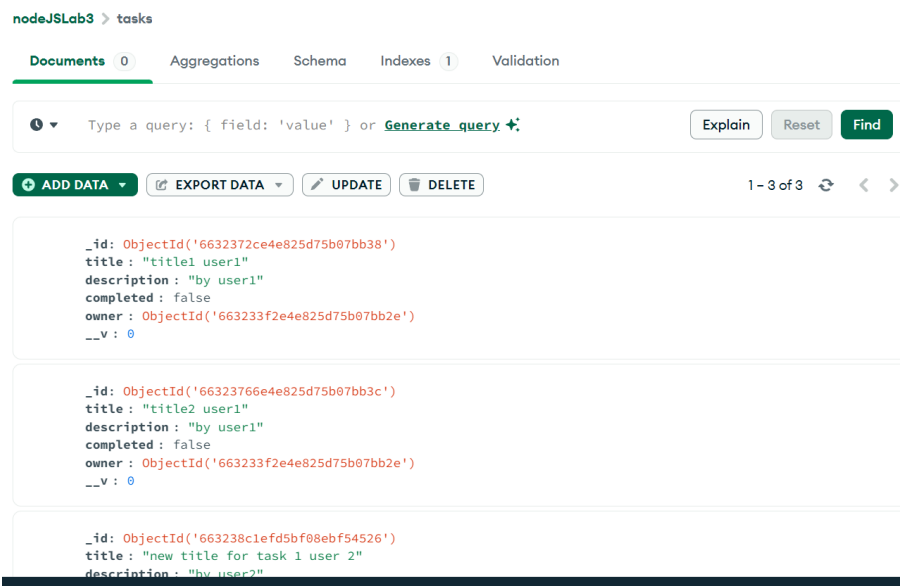 nodeJSLab3 > tasks
Documents 0 Aggregations Schema Indexes 1 Validation
Type a query: { field: 'value' } or Generate query Explain Reset Find
ADD DATA EXPORT DATA UPDATE DELETE 1 – 3 of 3
_id: ObjectId('6632372ce4e825d75b07bb38')
title : "title1 user1"
description : "by user1"
completed : false
owner : ObjectId('663233f2e4e825d75b07bb2e')
__v : 0
_id: ObjectId('66323766e4e825d75b07bb3c')
title : "title2 user1"
description : "by user1"
completed : false
owner : ObjectId('663233f2e4e825d75b07bb2e')
__v : 0
_id: ObjectId('663238c1efd5bf08ebf54526')
title : "new title for task 1 user 2"
description : "by user2"